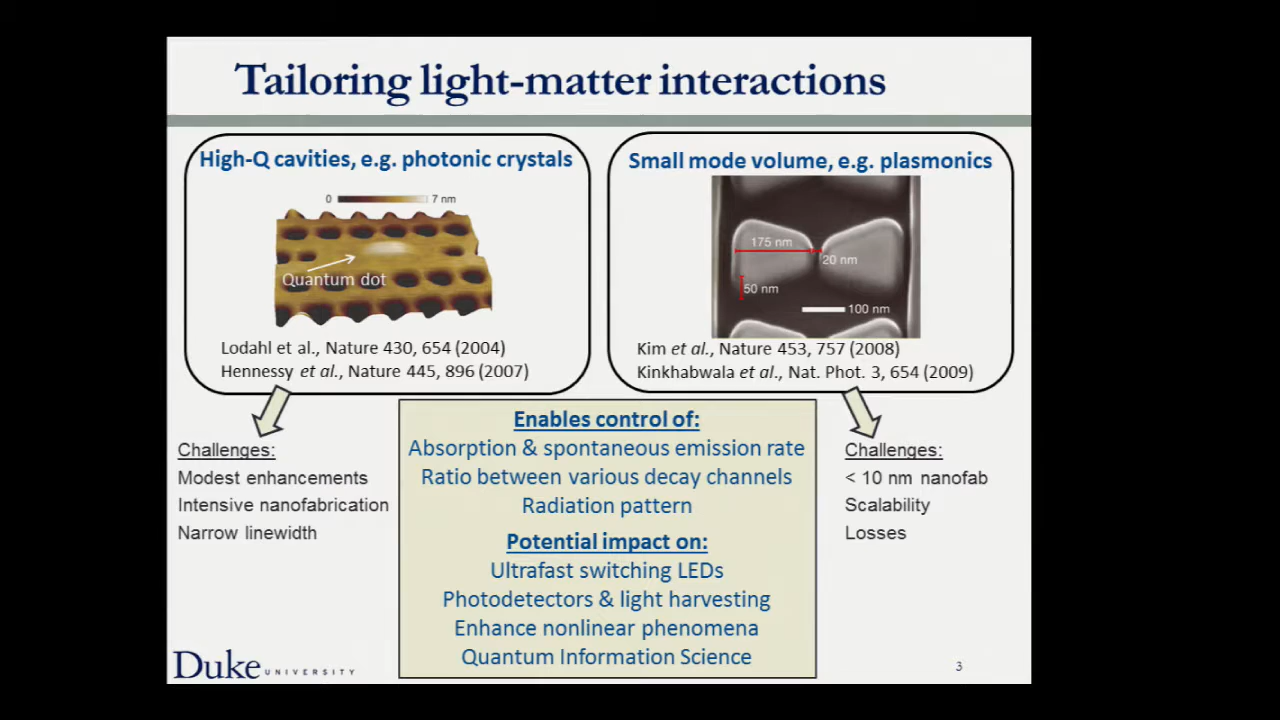 Tailoring light-matter interactions
High-Q cavities, e.g. photonic crystals
0 7 nm
Quantum dot
Lodahl et al., Nature 430, 654 (2004)
Hennessy et al., Nature 445, 896 (2007)
Small mode volume, e.g. plasmonics
175 nm
20 nm
50 nm
100 nm
Kim et al., Nature 453, 757 (2008)
Kinkhabwala et al., Nat. Phot. 3, 654 (2009)
Challenges:
Modest enhancements
Intensive nanofabrication
Narrow linewidth
Enables control of:
Absorption & spontaneous emission rate
Ratio between various decay channels
Radiation pattern
Potential impact on:
Ultrafast switching LEDs
Photodetectors & light harvesting
Enhance nonlinear phenomena
Quantum Information Science
Challenges:
< 10 nm nanofab
Scalability
Losses
Duke UNIVERSITY
3